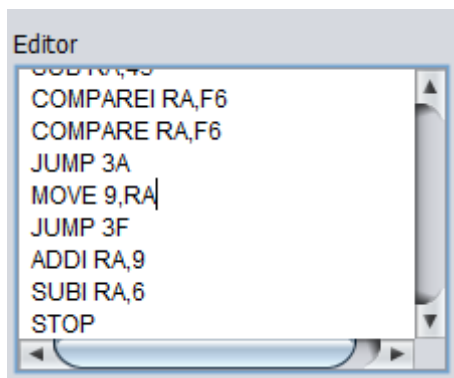 Editor
COMPAREI RA,F6
COMPARE RA,F6
JUMP 3A
MOVE 9,RA
JUMP 3F
ADDI RA,9
SUBI RA,6
STOP